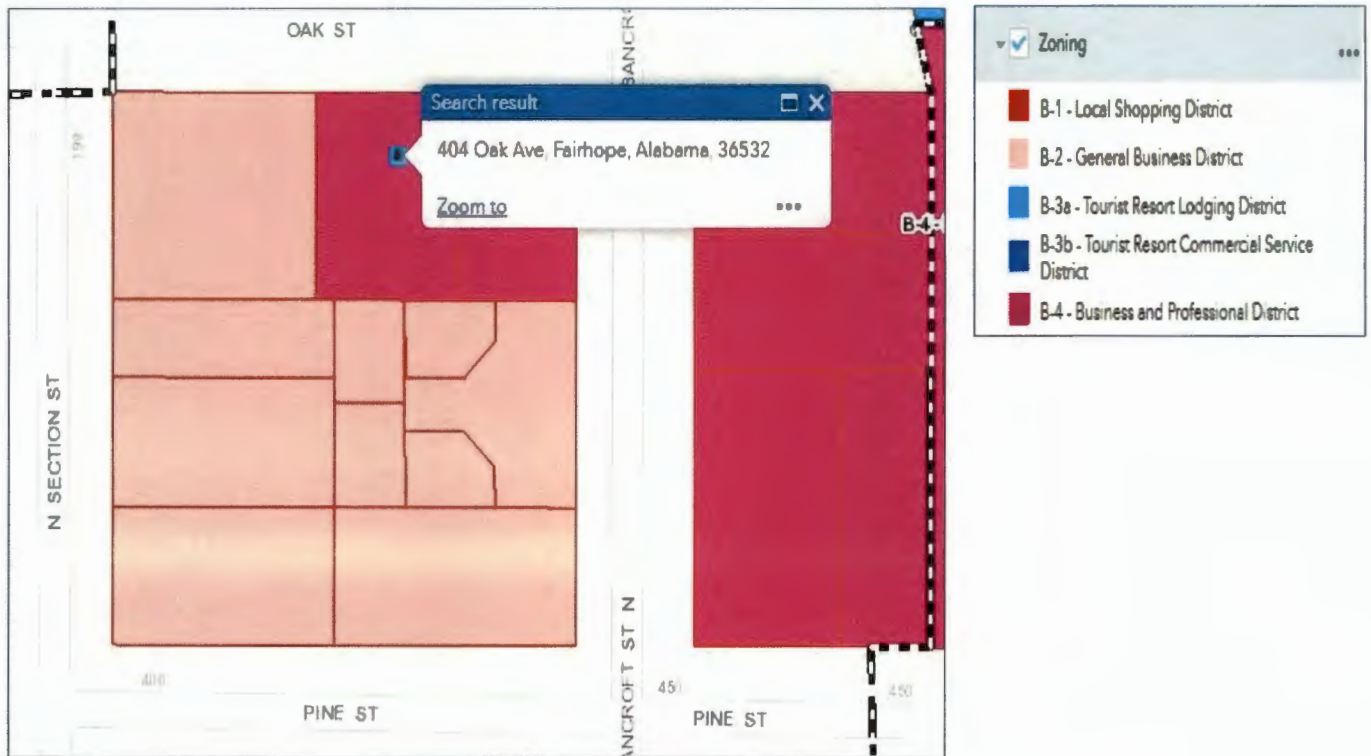 OAK ST
BANCR
Search result
404 Oak Ave, Fairhope, Alabama, 36532
Zoom to
199
B-4
N SECTION ST
ANCROFT ST N
400
450
450
PINE ST
PINE ST
Zoning
B-1 - Local Shopping District
B-2 - General Business District
B-3a - Tourist Resort Lodging District
B-3b - Tourist Resort Commercial Service
District
B-4 - Business and Professional District